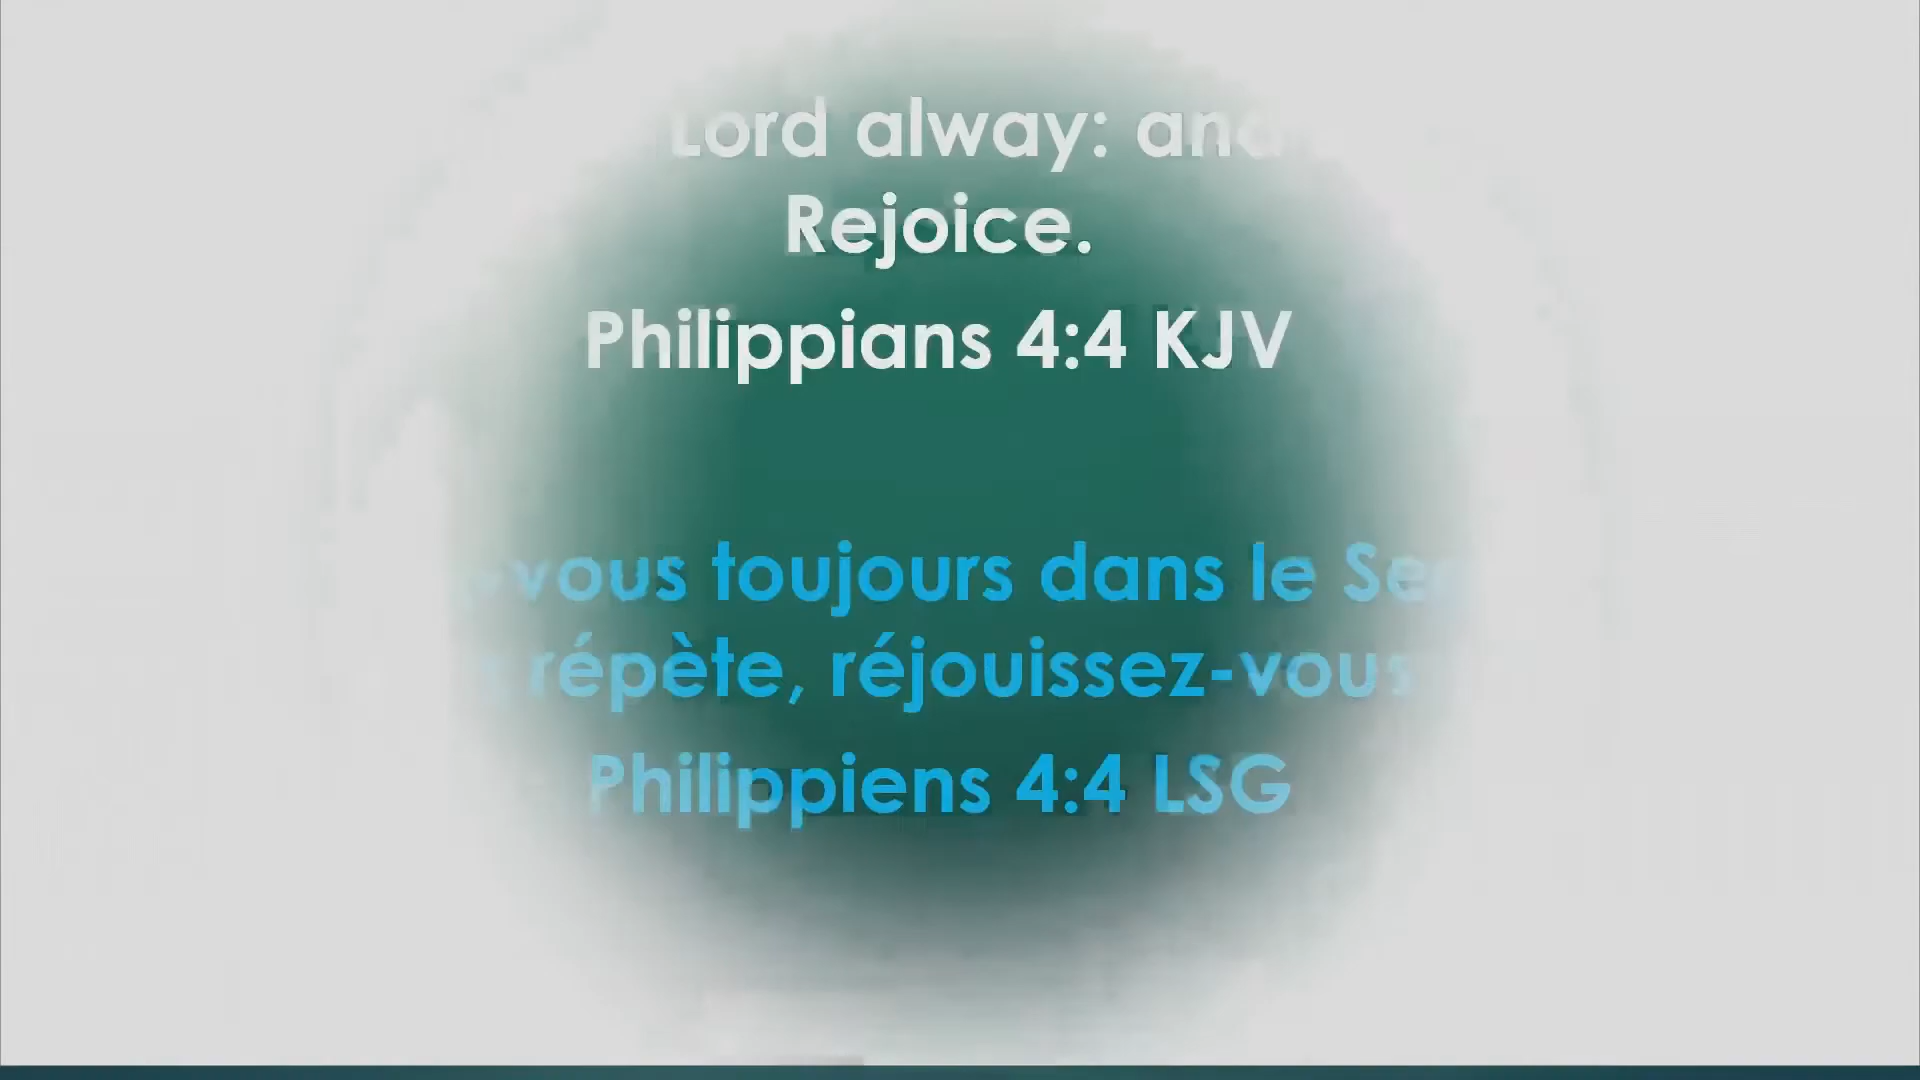 Lord alway: and
Rejoice.
Philippians 4:4 KJV
vous toujours dans le
répète, réjouissez-vous
Philippiens 4:4 LSG